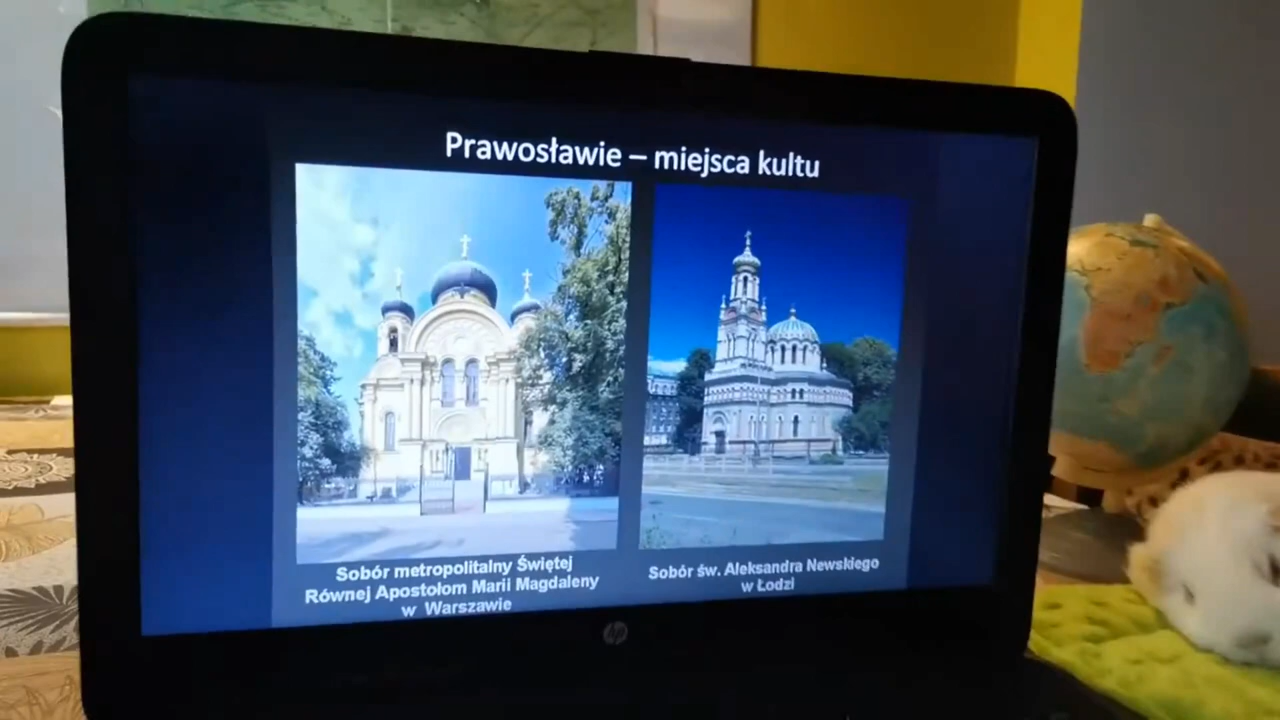 Prawosławie – miejsca kultu
Sobór metropolitalny Świętej
Równej Apostołom Marii Magdaleny
w Warszawie
Sobór św. Aleksandra Newskiego
w Łodzi
hp